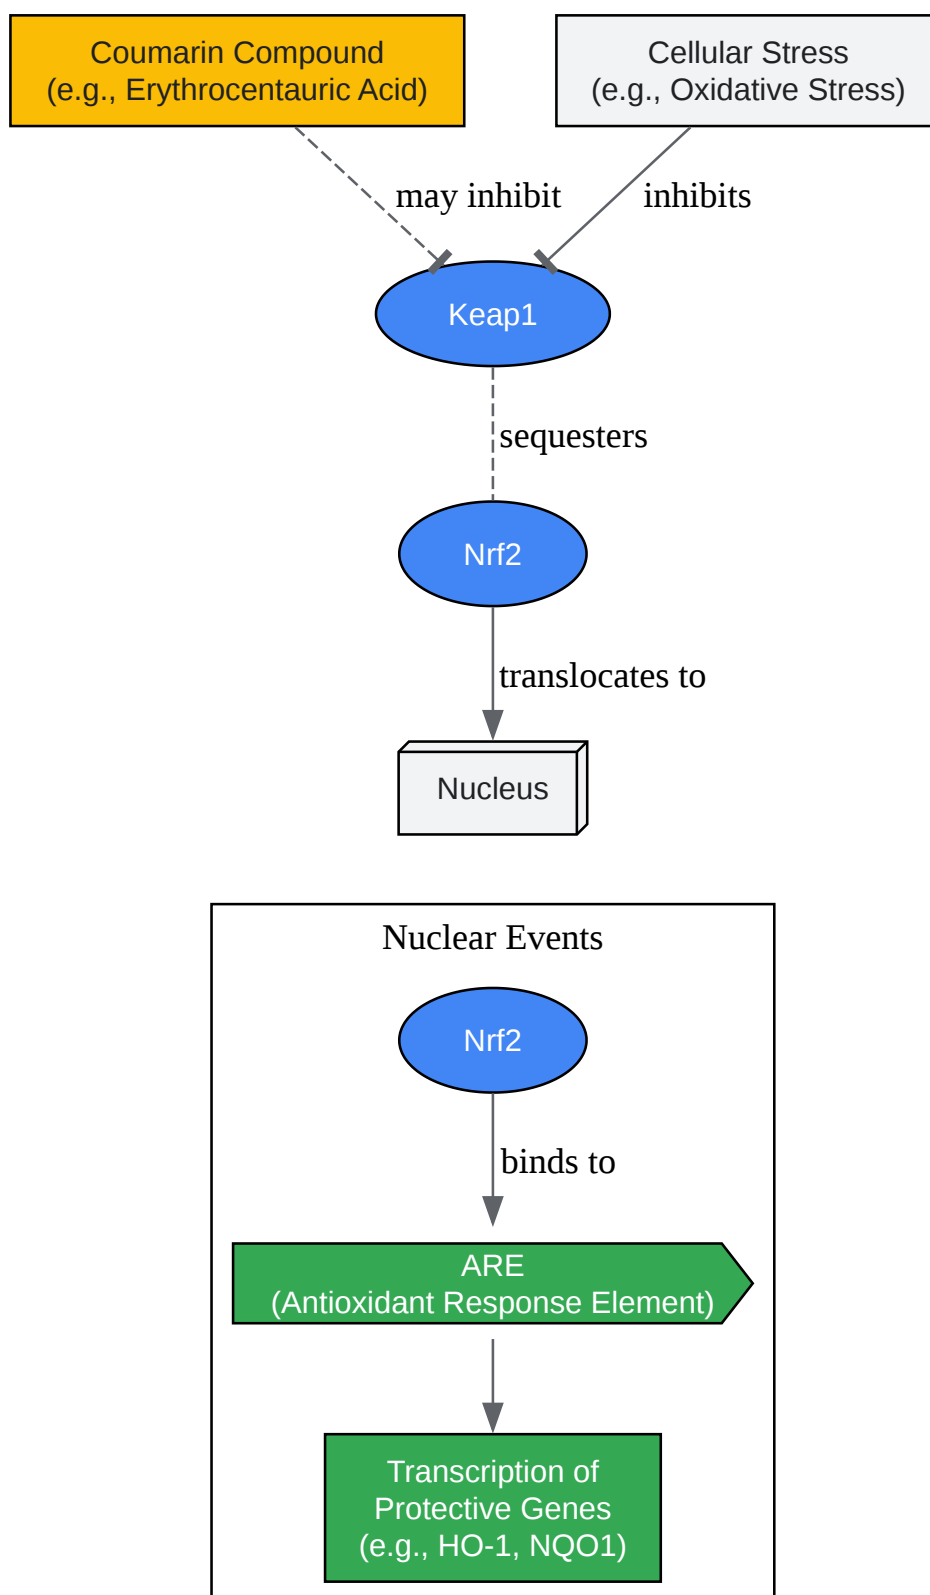 Coumarin Compound
(e.g., Erythrocentauric Acid)
Cellular Stress
(e.g., Oxidative Stress)
may inhibit
inhibits
Keap1
sequesters
Nrf2
translocates to
Nucleus
Nuclear Events
Nrf2
binds to
ARE
(Antioxidant Response Element)
Transcription of
Protective Genes
(e.g., HO-1, NQO1)